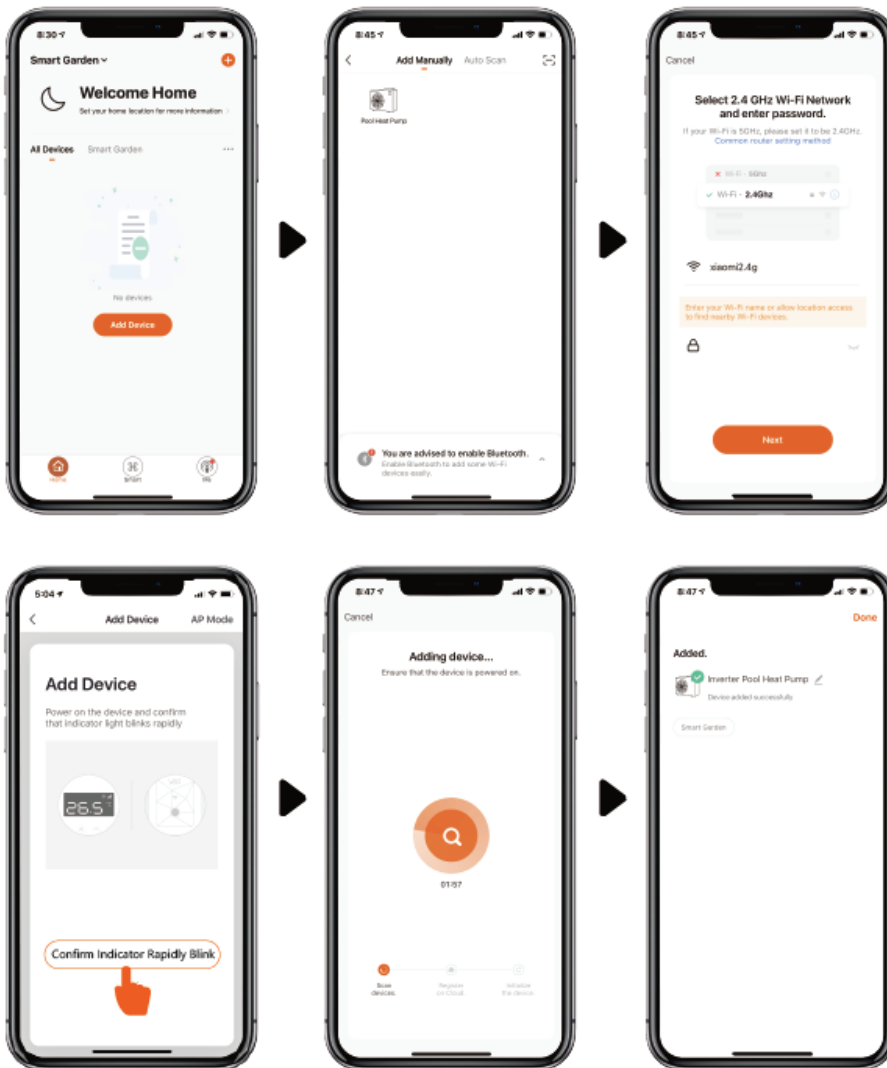 8:30
Smart Garden
Welcome Home
Set your home location for more information
All Devices Smart Garden
No devices
Add Device
Home Smart Me
8:45
Add Manually Auto Scan
Pool Heat Pump
You are advised to enable Bluetooth.
Enable Bluetooth to add some Wi-Fi
devices easily.
8:45
Cancel
Select 2.4 GHz Wi-Fi Network
and enter password.
If your Wi-Fi is 5GHz, please set it to be 2.4GHz.
Common router setting method
Wi-Fi - 5Ghz
Wi-Fi - 2.4Ghz
xiaomi2.4g
Enter your Wi-Fi name or allow location access
to find nearby Wi-Fi devices.
Next
5:04
Add Device AP Mode
Add Device
Power on the device and confirm
that indicator light blinks rapidly
26.5
Confirm Indicator Rapidly Blink
8:47
Cancel
Adding device...
Ensure that the device is powered on.
01:57
Scan
devices.
Register
on Cloud.
Initialize
the device.
8:47
Done
Added.
Inverter Pool Heat Pump
Device added successfully
Smart Garden